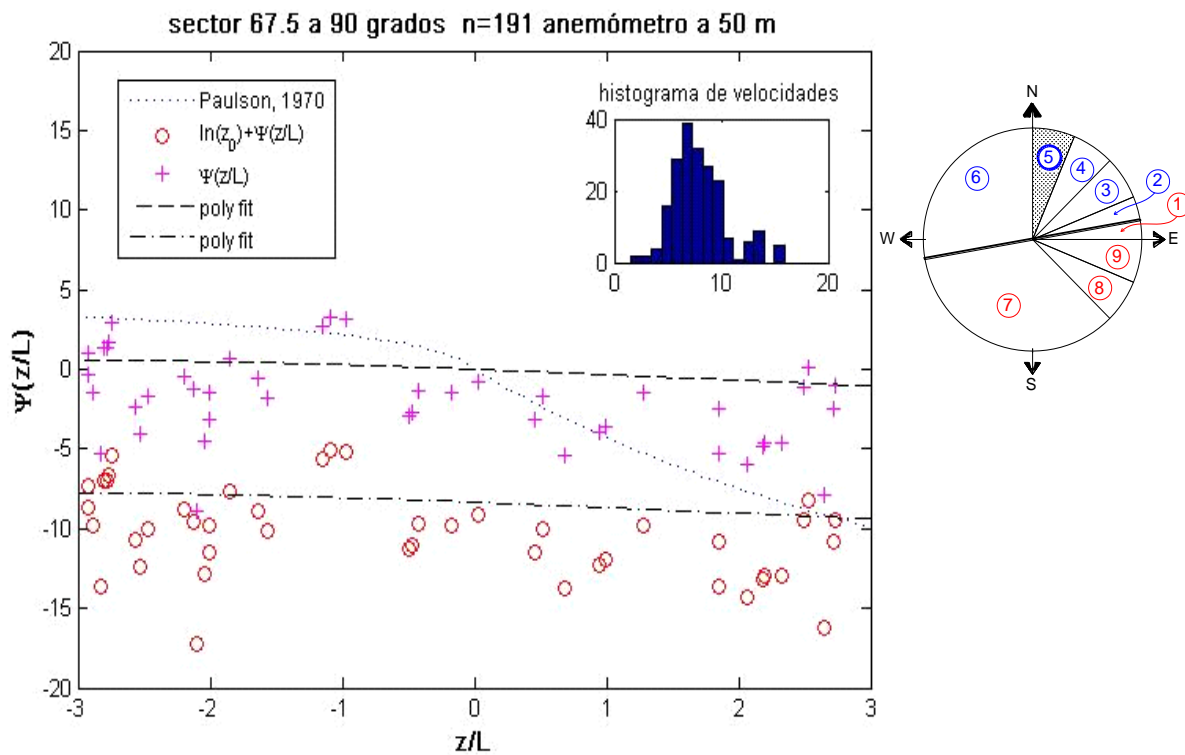 sector 67.5 a 90 grados n=191 anemómetro a 50 m
Ψ(z/L)
20
15
10
5
0
-5
-10
-15
-20
Paulson, 1970
ln(z0)+Ψ(z/L)
Ψ(z/L)
poly fit
poly fit
histograma de velocidades
40
20
0
0 10 20
-3 -2 -1 0 1 2 3
z/L
N
5
4
3
2
1
6
W
E
9
8
7
S